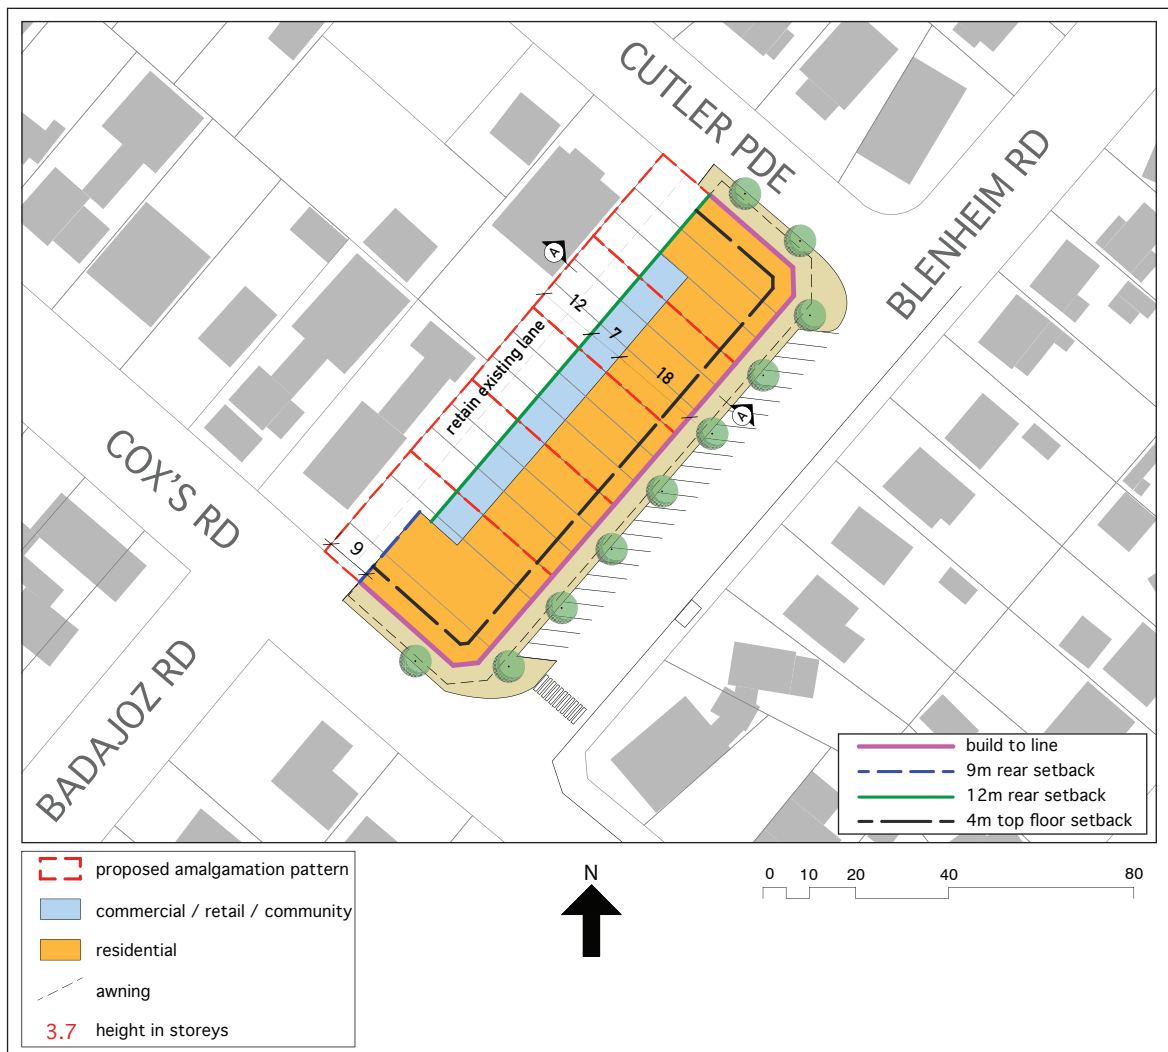 CUTLER PDE
BLENHEIM RD
COX'S RD
BADAJOZ RD
A
12
7
18
retain existing lane
A
9
build to line
9m rear setback
12m rear setback
4m top floor setback
proposed amalgamation pattern
commercial / retail / community
residential
awning
3.7 height in storeys
N
0 10 20 40 80